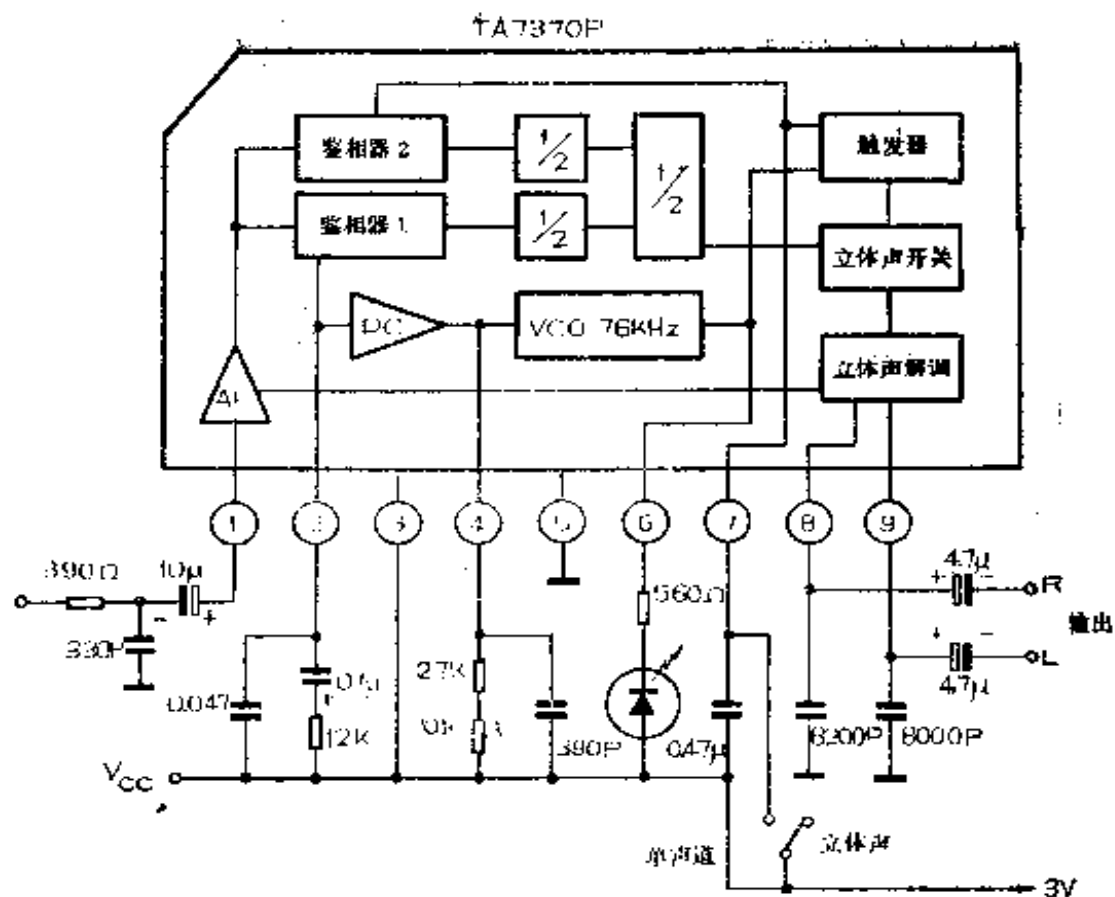 TA7370P
鉴相器 2
1/2
1/2
触发器
鉴相器 1
1/2
立体声开关
DC
VCO 76KHz
立体声解调
1
2
3
4
5
6
7
8
9
390Ω
10μ
- +
330P
0.047
+
12K
390P
560Ω
0.47μ
6200P
+ 4.7μ -
R
输出
+ -
L
4.7μ
VCC
单声道
立体声
3V